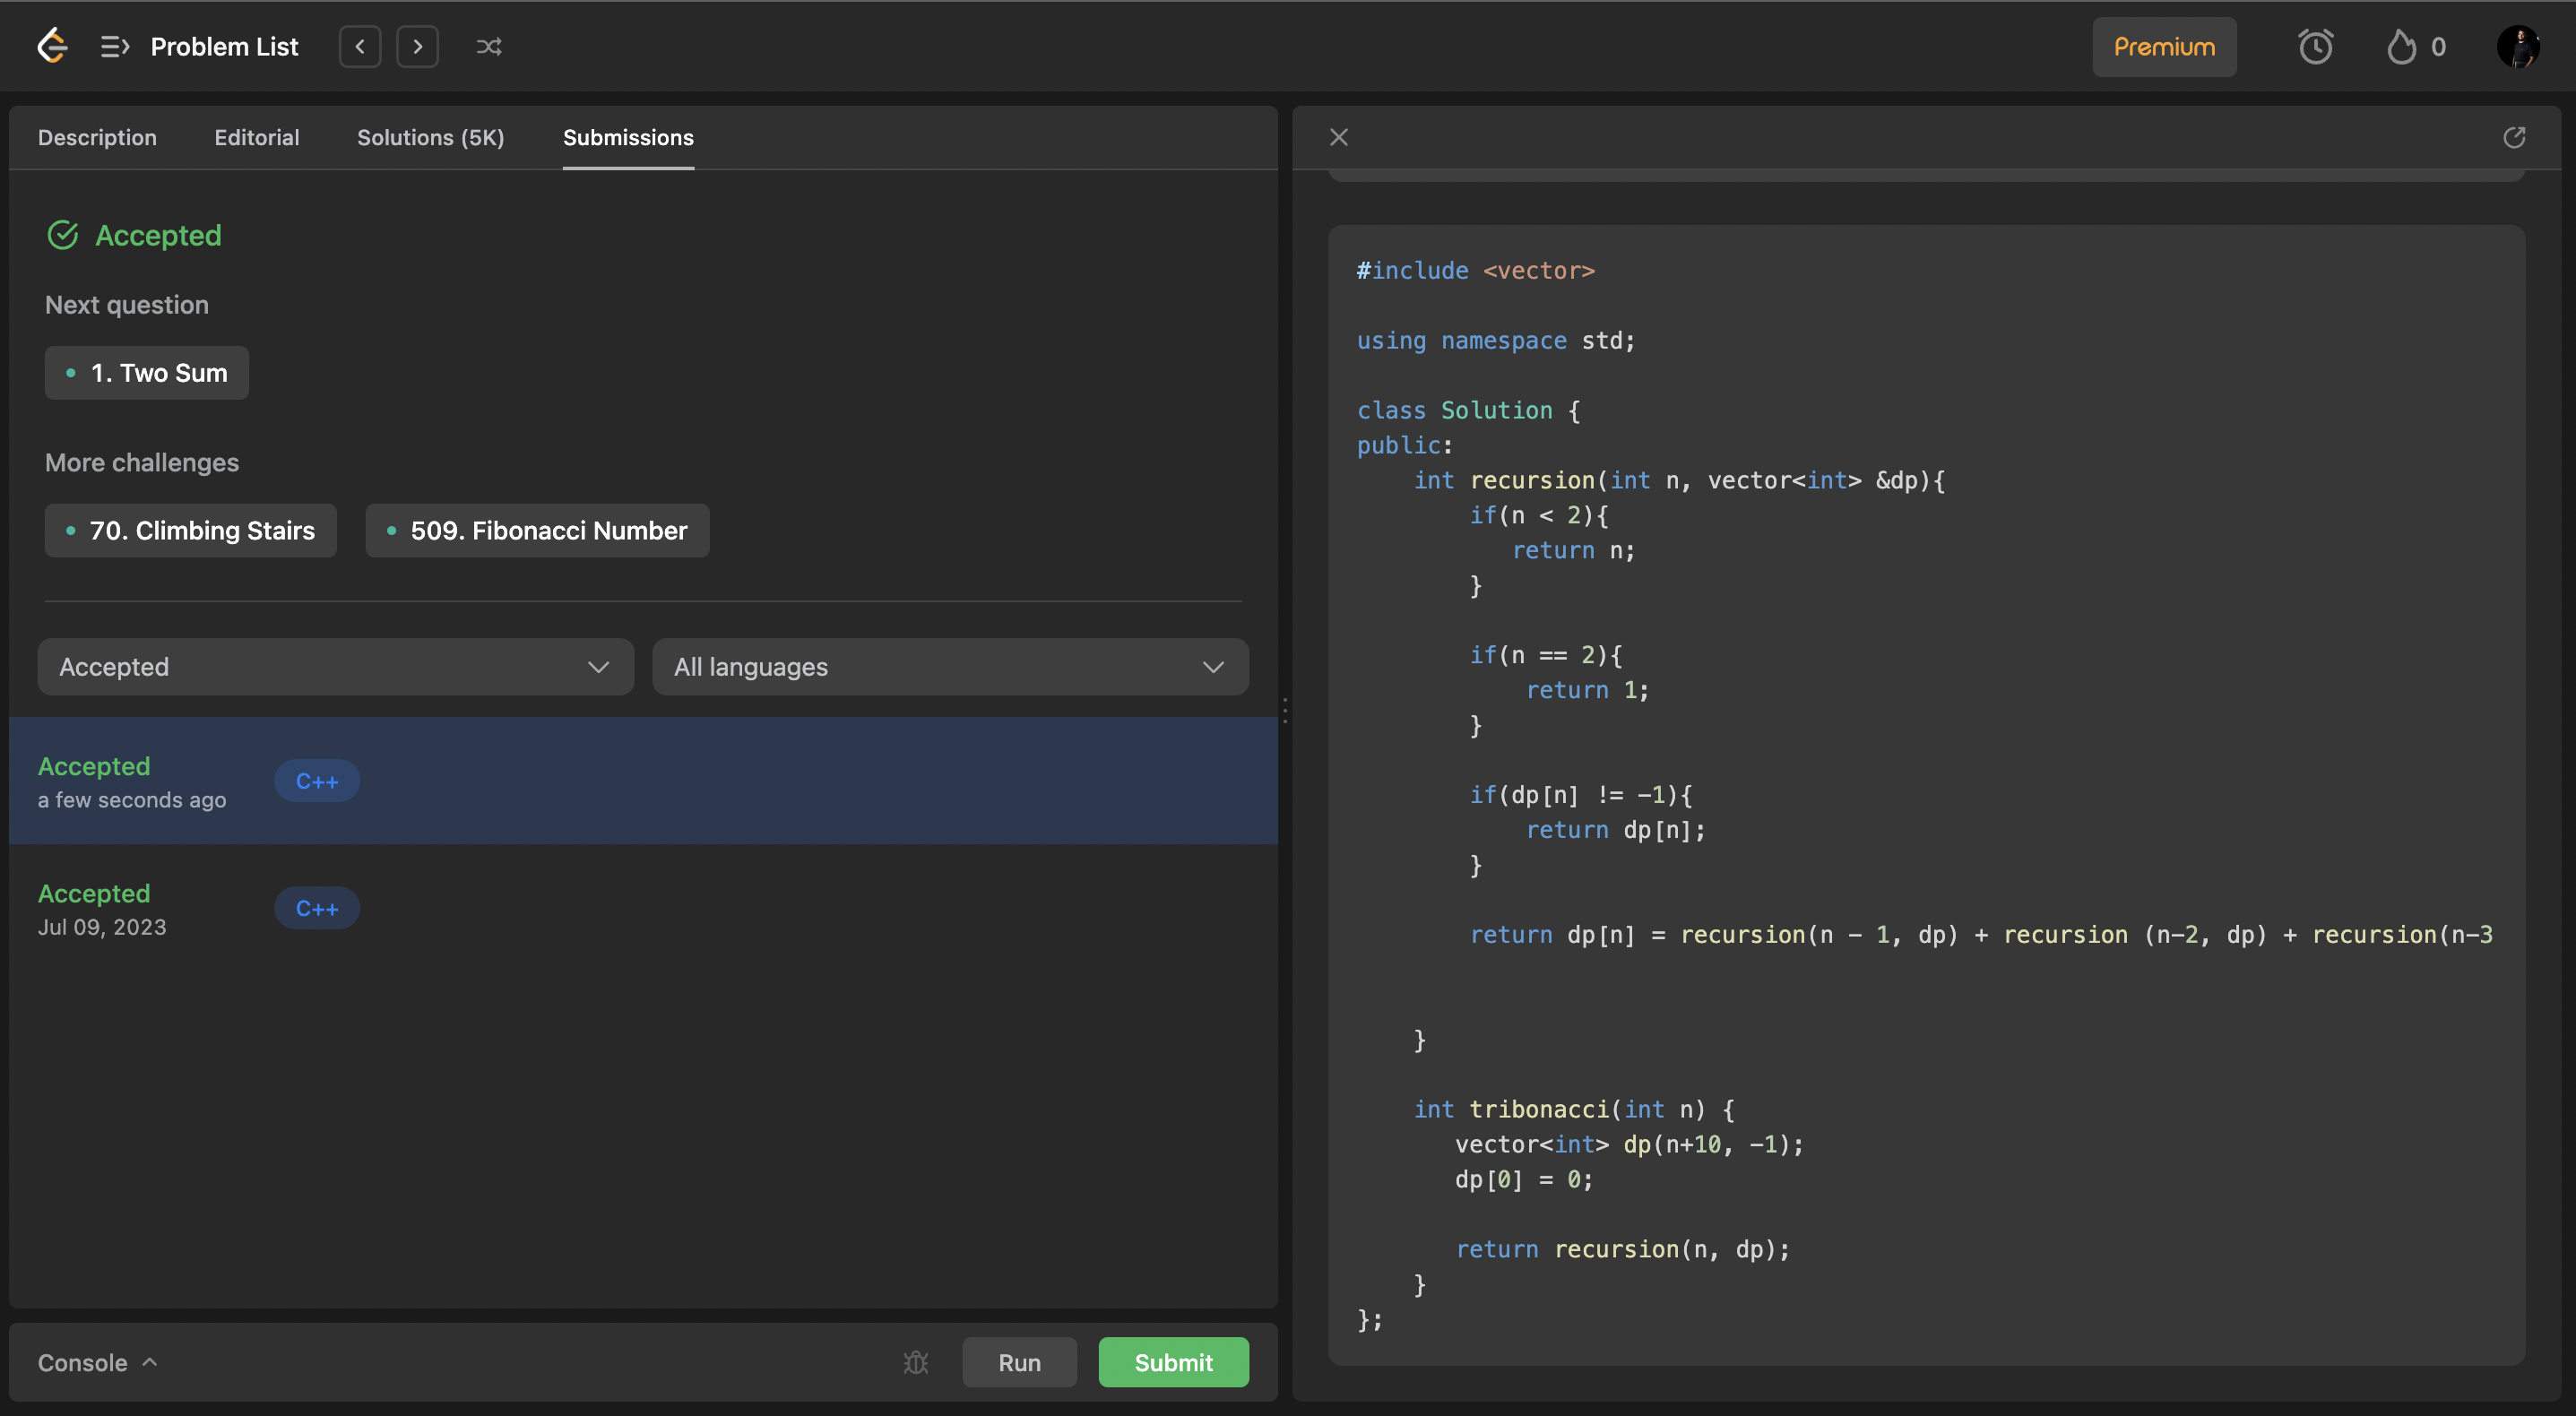 Problem List
Premium
0
Description Editorial Solutions (5K) Submissions
Accepted
Next question
1. Two Sum
More challenges
70. Climbing Stairs 509. Fibonacci Number
Accepted All languages
Accepted
a few seconds ago
C++
Accepted
Jul 09, 2023
C++
Console Run Submit
#include <vector>
using namespace std;
class Solution {
public:
    int recursion(int n, vector<int> &dp){
        if(n < 2){
           return n;
        }
        if(n == 2){
            return 1;
        }
        if(dp[n] != -1){
            return dp[n];
        }
        return dp[n] = recursion(n - 1, dp) + recursion (n-2, dp) + recursion(n-3
    }
    int tribonacci(int n) {
       vector<int> dp(n+10, -1);
       dp[0] = 0;
       return recursion(n, dp);
    }
};